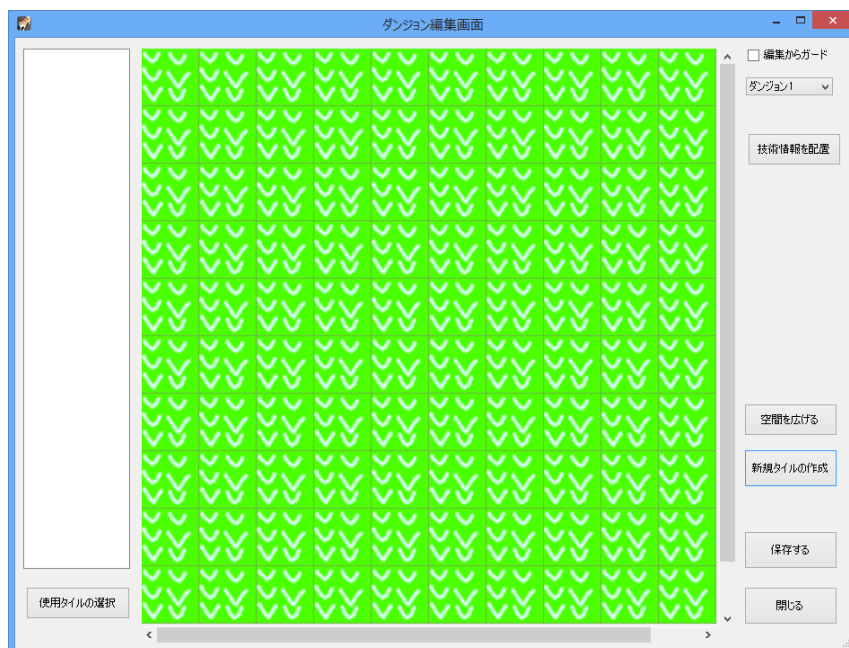 ダンジョン編集画面
編集からガード
ダンジョン1
技術情報を配置
空間を広げる
新規タイルの作成
保存する
使用タイルの選択
閉じる